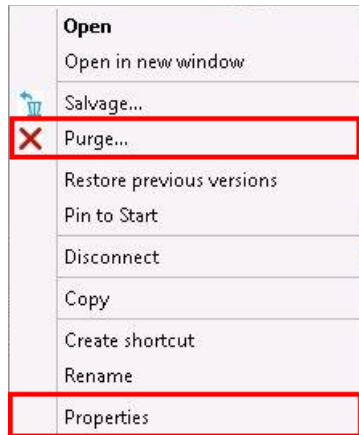 Open
Open in new window
Salvage...
Purge...
Restore previous versions
Pin to Start
Disconnect
Copy
Create shortcut
Rename
Properties